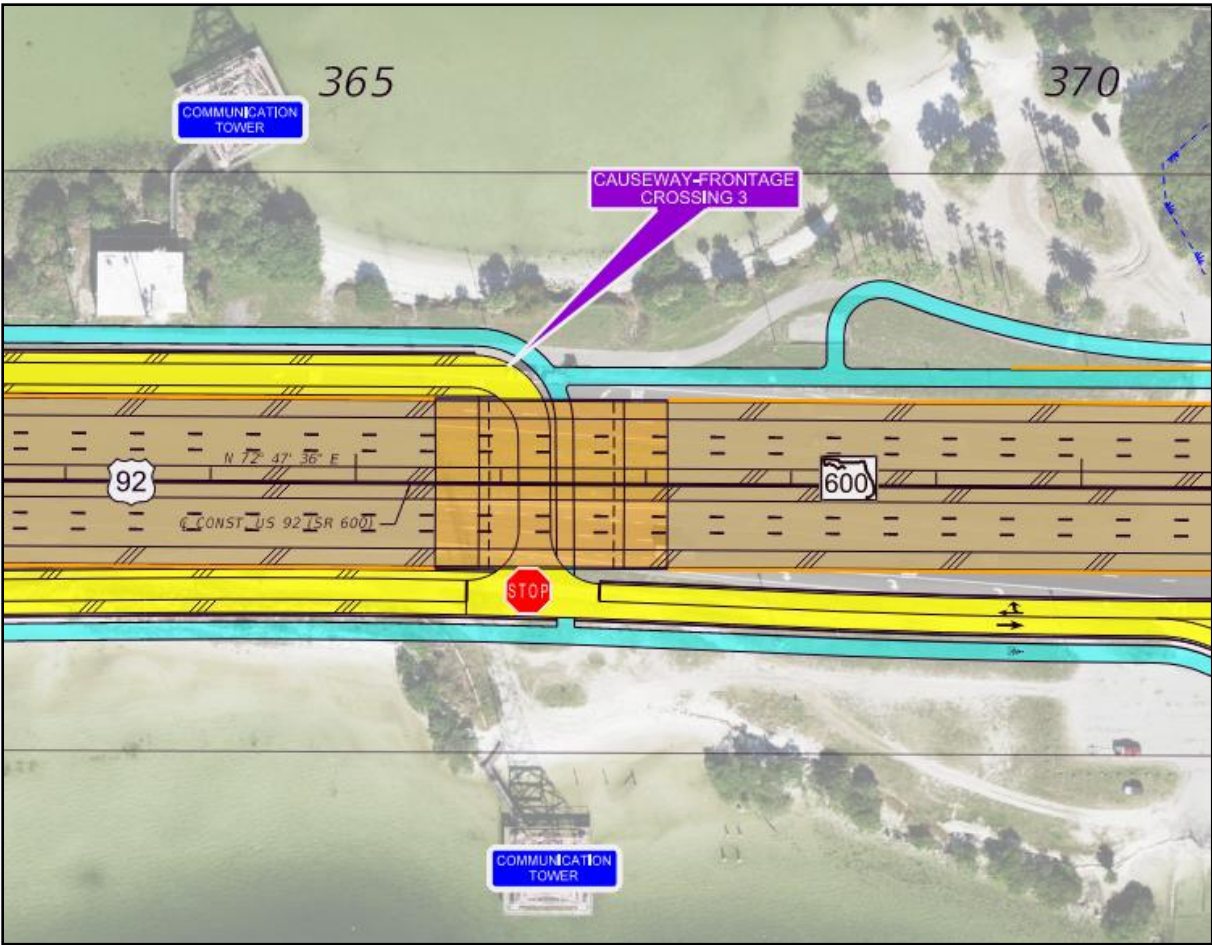 365
370
COMMUNICATION
TOWER
CAUSEWAY-FRONTAGE
CROSSING 3
N 72° 47' 36" E
92
600
℄ CONST. US 92 (SR 600)
STOP
COMMUNICATION
TOWER